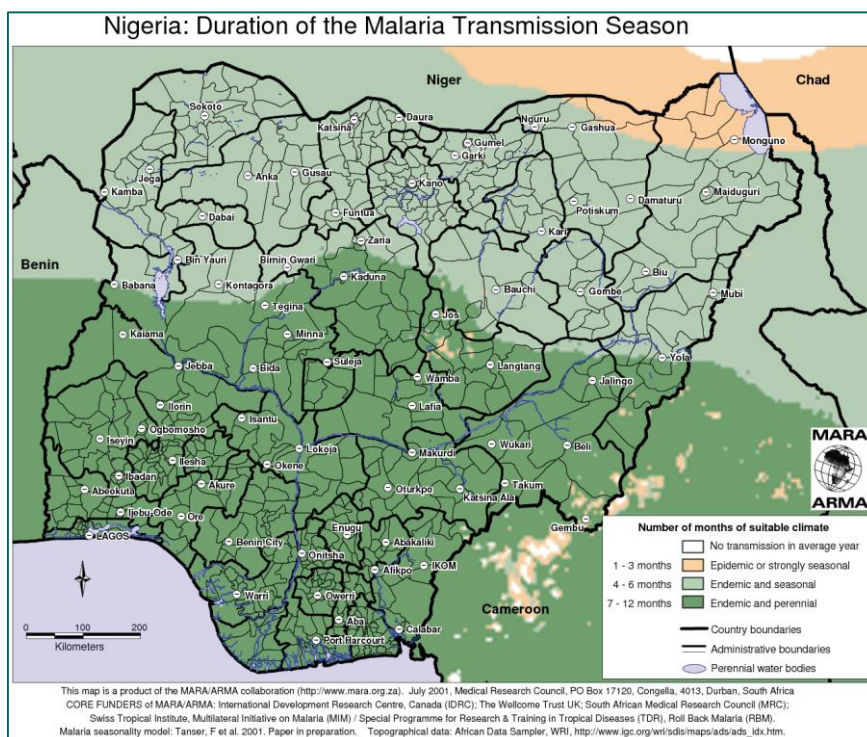 Nigeria: Duration of the Malaria Transmission Season
Niger
Chad
Sokoto
Katsina
Daura
Nguru
Gashua
Gumel
Garki
Monguno
Jega
Anka
Gusau
Kano
Kamba
Maiduguri
Damaturu
Potiskum
Dabai
Funtua
Kari
Zaria
Benin
Bin Yauri
Birnin Gwari
Biu
Babana
Kontagora
Kaduna
Bauchi
Gombe
Mubi
Tegina
Jos
Kaiama
Minna
Jebba
Bida
Suleja
Wamba
Langtang
Yola
Jalingo
Ilorin
Isantu
Lafia
Ogbomosho
Iseyin
Lokoja
Makurdi
Wukari
Beli
MARA
ARMA
Ilesha
Okene
Ibadan
Abeokuta
Akure
Oturkpo
Katsina Ala
Takum
Ijebu-Ode
Ore
Gembu
LAGOS
Enugu
Benin City
Abakaliki
Onitsha
Afikpo
IKOM
Warri
Owerri
Cameroon
Aba
Port Harcourt
Calabar
Number of months of suitable climate
No transmission in average year
1 - 3 months Epidemic or strongly seasonal
4 - 6 months Endemic and seasonal
7 - 12 months Endemic and perennial
Country boundaries
Administrative boundaries
Perennial water bodies
0 100 200
Kilometers
This map is a product of the MARA/ARMA collaboration (http://www.mara.org.za). July 2001, Medical Research Council, PO Box 17120, Congella, 4013, Durban, South Africa
CORE FUNDERS of MARA/ARMA: International Development Research Centre, Canada (IDRC); The Wellcome Trust UK; South African Medical Research Council (MRC);
Swiss Tropical Institute, Multilateral Initiative on Malaria (MIM) / Special Programme for Research & Training in Tropical Diseases (TDR), Roll Back Malaria (RBM).
Malaria seasonality model: Tanser, F et al. 2001. Paper in preparation. Topographical data: African Data Sampler, WRI, http://www.igc.org/wri/sdis/maps/ads/ads_idx.htm.